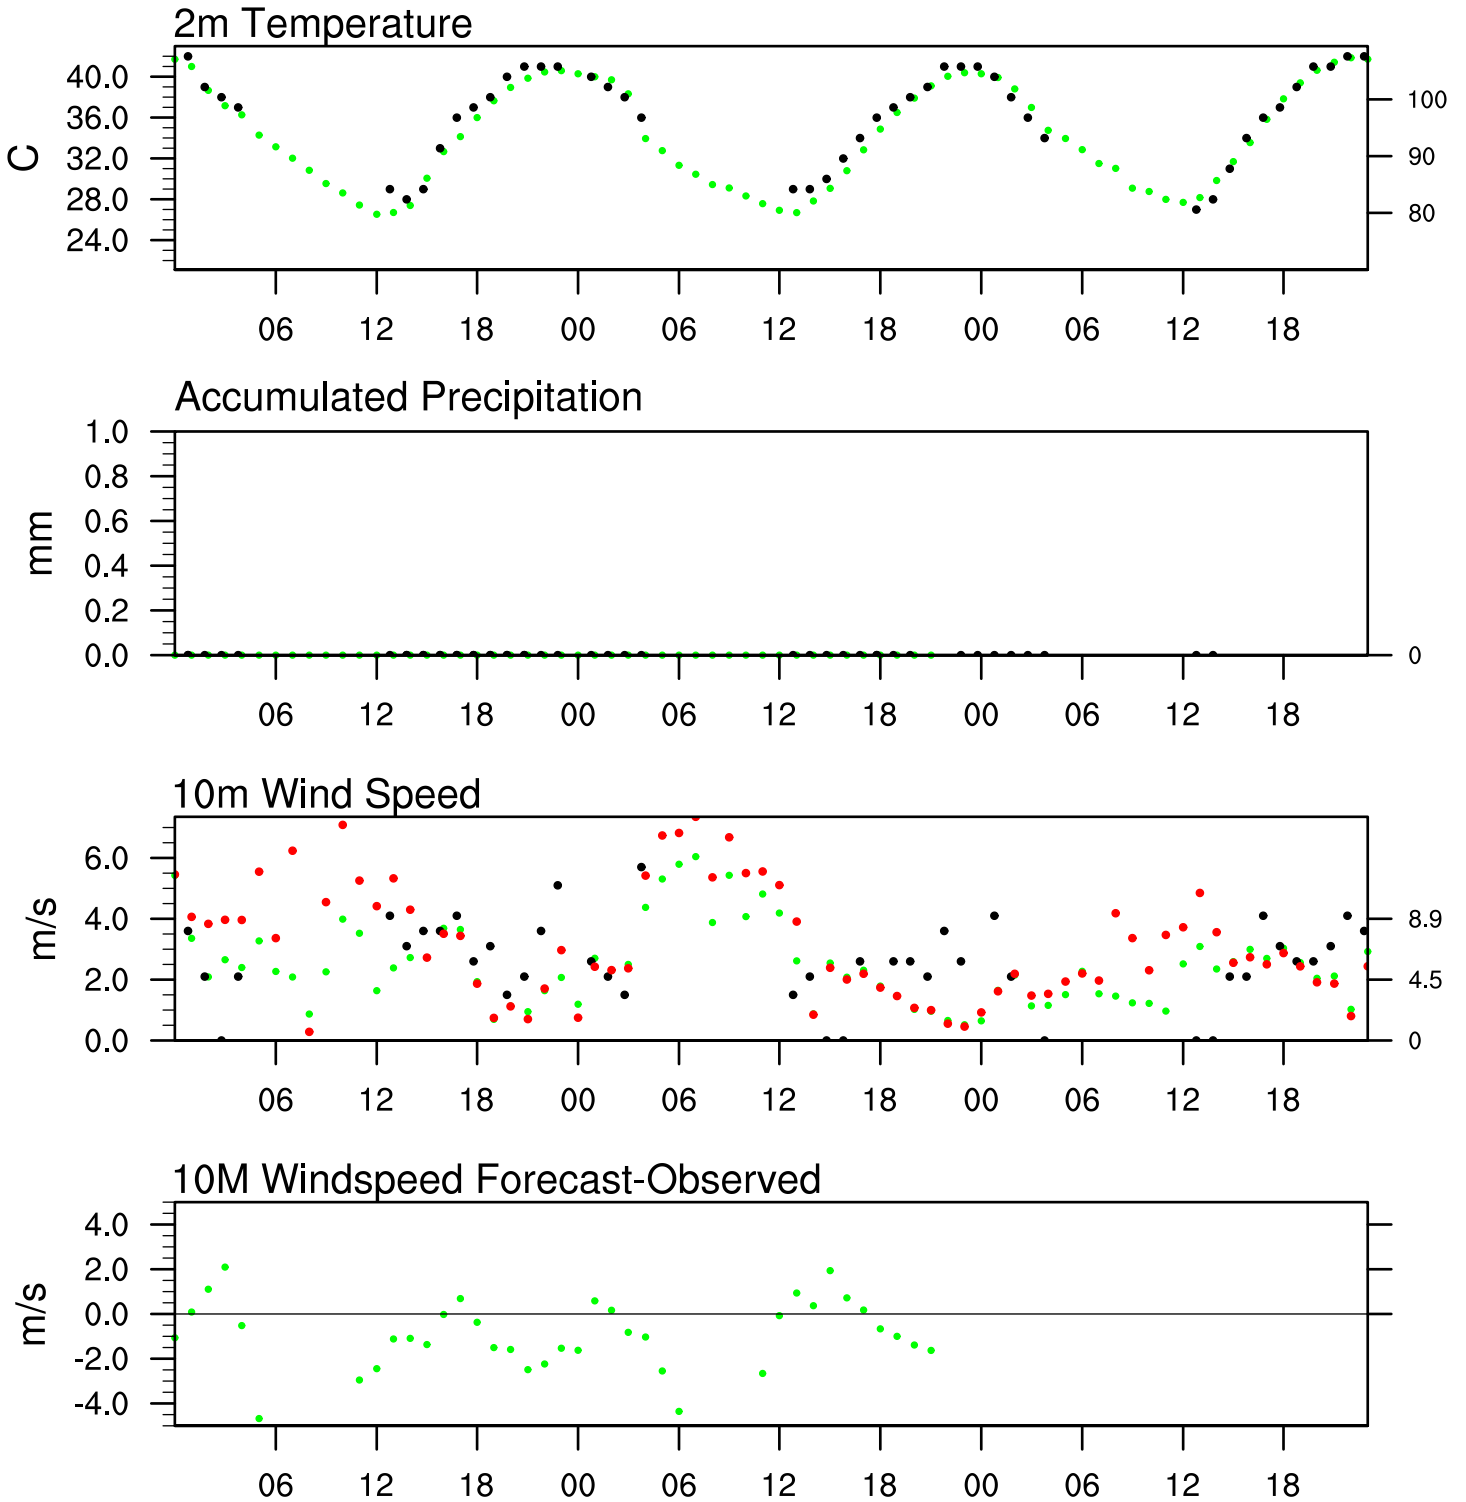 2m Temperature
C
40.0
36.0
32.0
28.0
24.0
100
90
80
06 12 18 00 06 12 18 00 06 12 18
Accumulated Precipitation
mm
1.0
0.8
0.6
0.4
0.2
0.0
0
06 12 18 00 06 12 18 00 06 12 18
10m Wind Speed
m/s
6.0
4.0
2.0
0.0
8.9
4.5
0
06 12 18 00 06 12 18 00 06 12 18
10M Windspeed Forecast-Observed
m/s
4.0
2.0
0.0
-2.0
-4.0
06 12 18 00 06 12 18 00 06 12 18